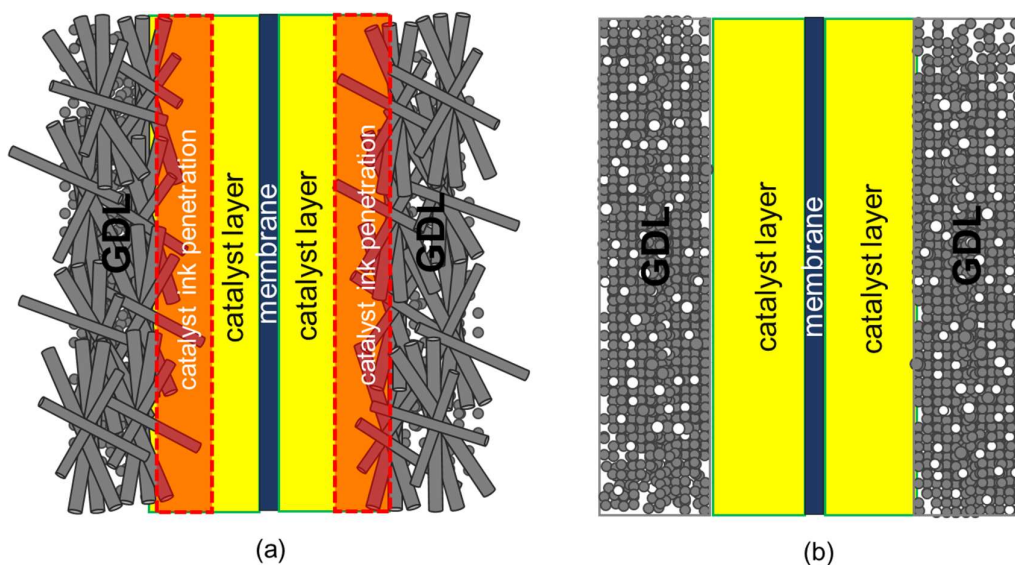 GDL
catalyst ink penetration
catalyst layer
membrane
catalyst layer
catalyst ink penetration
GDL
(a)
GDL
catalyst layer
membrane
catalyst layer
GDL
(b)